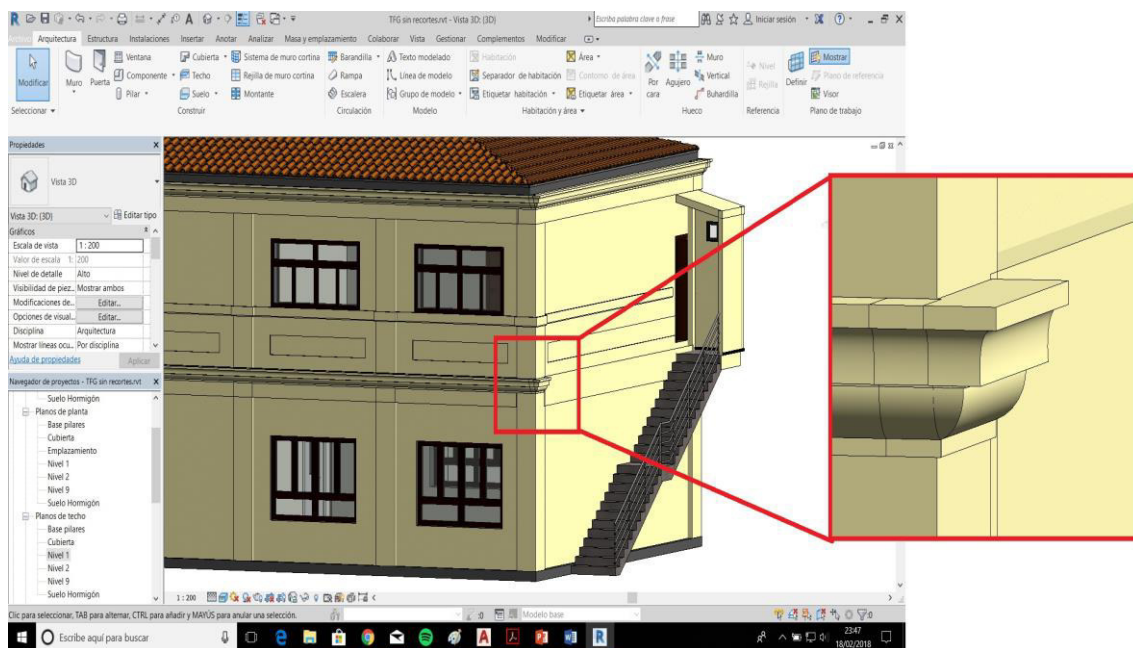 TFG sin recortes.rvt - Vista 3D: {3D}
Escriba palabra clave o frase
Iniciar sesión
Archivo Arquitectura Estructura Instalaciones Insertar Anotar Analizar Masa y emplazamiento Colaborar Vista Gestionar Complementos Modificar
Modificar
Muro
Puerta
Ventana
Componente
Pilar
Cubierta
Techo
Suelo
Sistema de muro cortina
Rejilla de muro cortina
Montante
Barandilla
Rampa
Escalera
Texto modelado
Línea de modelo
Grupo de modelo
Habitación
Separador de habitación
Etiquetar habitación
Área
Contorno de área
Etiquetar área
Por cara
Agujero
Muro
Vertical
Buhardilla
Nivel
Rejilla
Definir
Mostrar
Plano de referencia
Visor
Seleccionar
Construir
Circulación
Modelo
Habitación y área
Hueco
Referencia
Plano de trabajo
Propiedades
Vista 3D
Vista 3D: {3D}
Editar tipo
Gráficos
Escala de vista 1 : 200
Valor de escala 1: 200
Nivel de detalle Alto
Visibilidad de piez... Mostrar ambos
Modificaciones de... Editar...
Opciones de visual... Editar...
Disciplina Arquitectura
Mostrar líneas ocu... Por disciplina
Ayuda de propiedades
Aplicar
Navegador de proyectos - TFG sin recortes.rvt
Suelo Hormigón
Planos de planta
Base pilares
Cubierta
Emplazamiento
Nivel 1
Nivel 2
Nivel 9
Suelo Hormigón
Planos de techo
Base pilares
Cubierta
Nivel 1
Nivel 2
Nivel 9
Suelo Hormigón
1 : 200
Clic para seleccionar, TAB para alternar, CTRL para añadir y MAYÚS para anular una selección.
:0
Modelo base
:0
Escribe aquí para buscar
23:47
18/02/2018